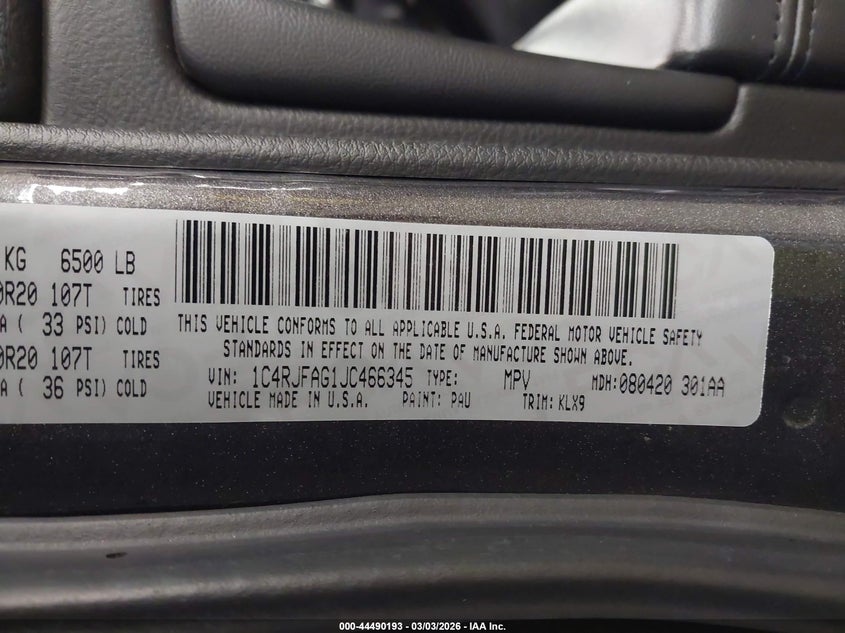 KG 6500 LB
0R20 107T TIRES
A ( 33 PSI) COLD
0R20 107T TIRES
A ( 36 PSI) COLD
THIS VEHICLE CONFORMS TO ALL APPLICABLE U.S.A. FEDERAL MOTOR VEHICLE SAFETY
STANDARDS IN EFFECT ON THE DATE OF MANUFACTURE SHOWN ABOVE.
VIN: 1C4RJFAG1JC466345 TYPE: MPV MDH:080420 301AA
VEHICLE MADE IN U.S.A. PAINT: PAU TRIM: KLX9
000-44490193 - 03/03/2026 - IAA Inc.